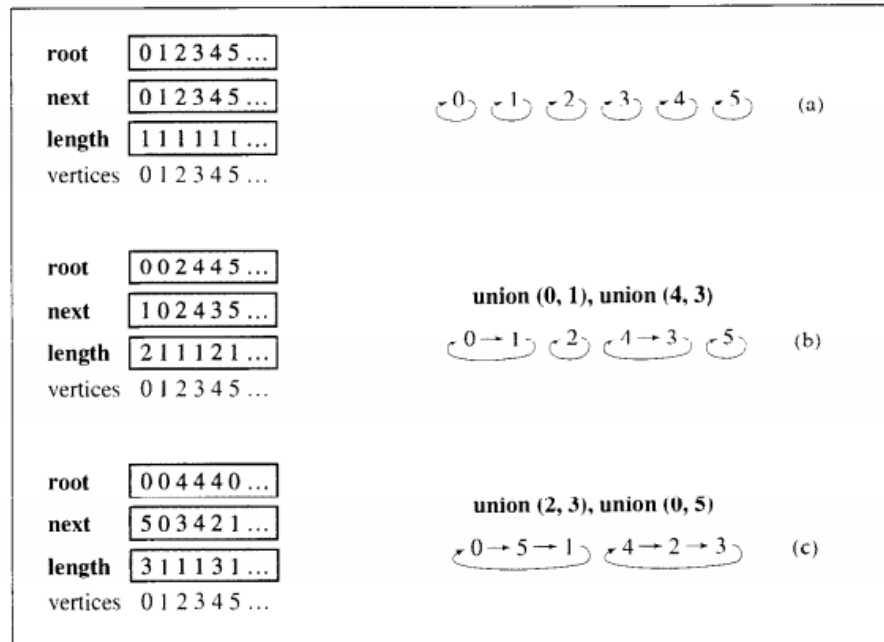 root 0 1 2 3 4 5 ...
next 0 1 2 3 4 5 ...
length 1 1 1 1 1 1 ...
vertices 0 1 2 3 4 5 ...
0 1 2 3 4 5 (a)
root 0 0 2 4 4 5 ...
next 1 0 2 4 3 5 ...
length 2 1 1 1 2 1 ...
vertices 0 1 2 3 4 5 ...
union (0, 1), union (4, 3)
0 → 1 2 4 → 3 5 (b)
root 0 0 4 4 4 0 ...
next 5 0 3 4 2 1 ...
length 3 1 1 1 3 1 ...
vertices 0 1 2 3 4 5 ...
union (2, 3), union (0, 5)
0 → 5 → 1 4 → 2 → 3 (c)